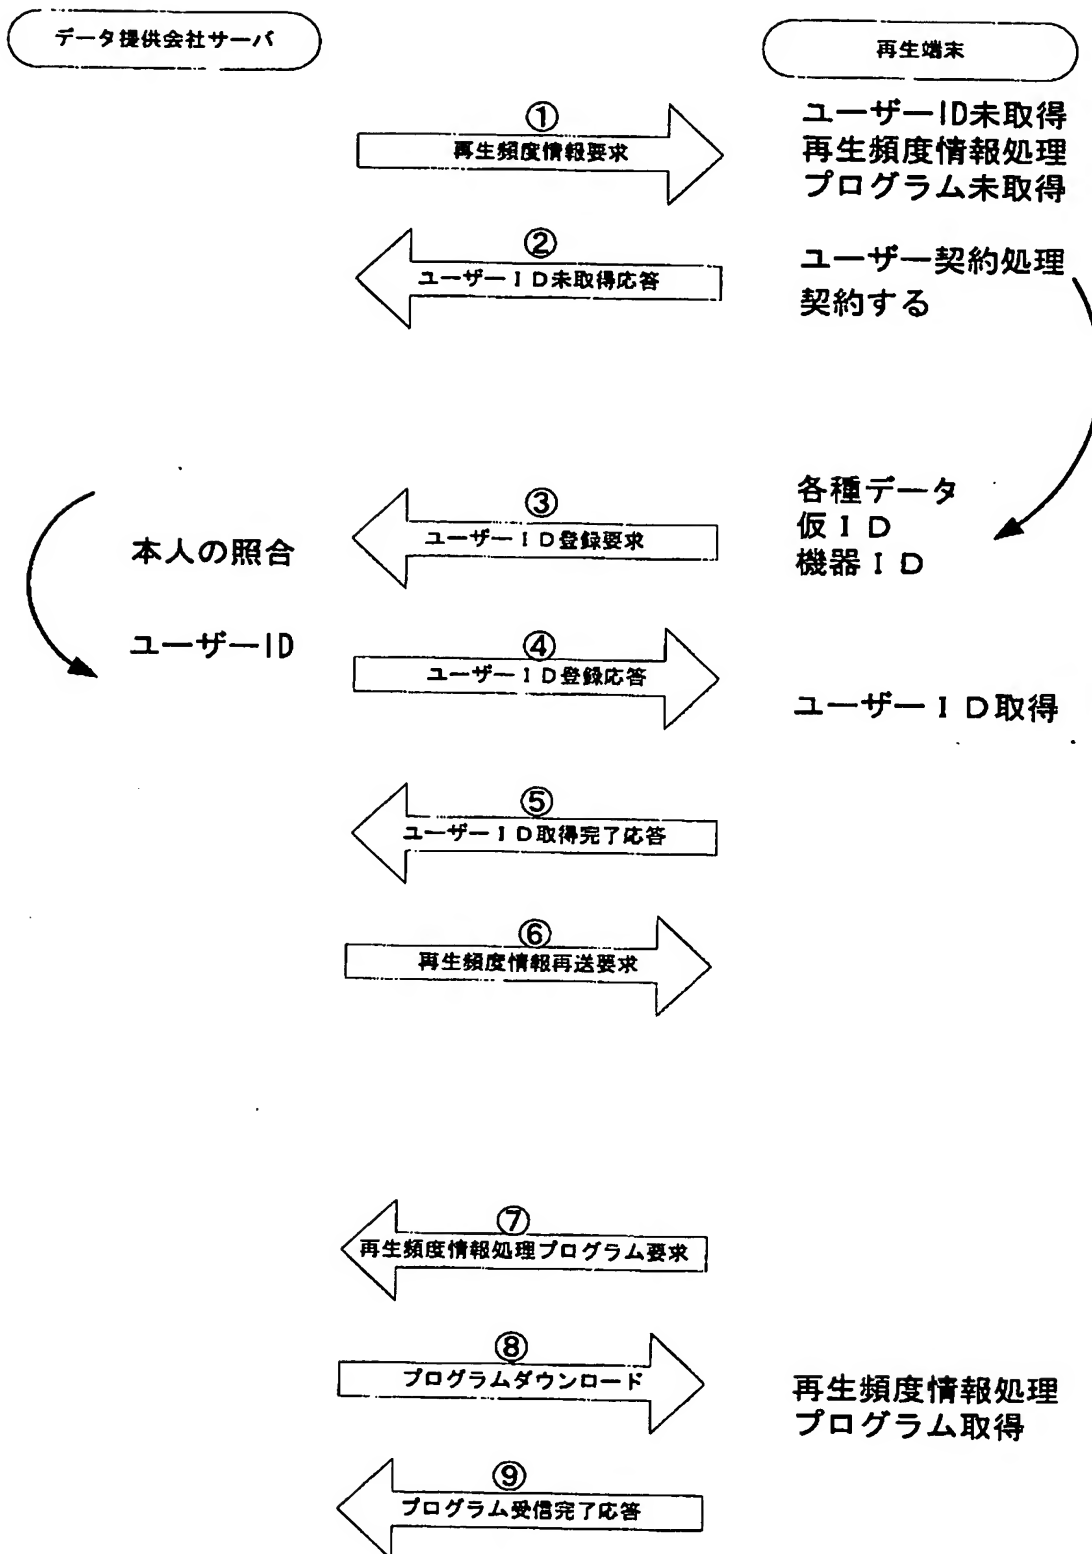 データ提供会社サーバ
再生端末
①
再生頻度情報要求
ユーザーID未取得
再生頻度情報処理
プログラム未取得
②
ユーザーID未取得応答
ユーザー契約処理
契約する
③
ユーザーID登録要求
各種データ
仮ID
機器ID
本人の照合
ユーザーID
④
ユーザーID登録応答
ユーザーID取得
⑤
ユーザーID取得完了応答
⑥
再生頻度情報再送要求
⑦
再生頻度情報処理プログラム要求
⑧
プログラムダウンロード
再生頻度情報処理
プログラム取得
⑨
プログラム受信完了応答